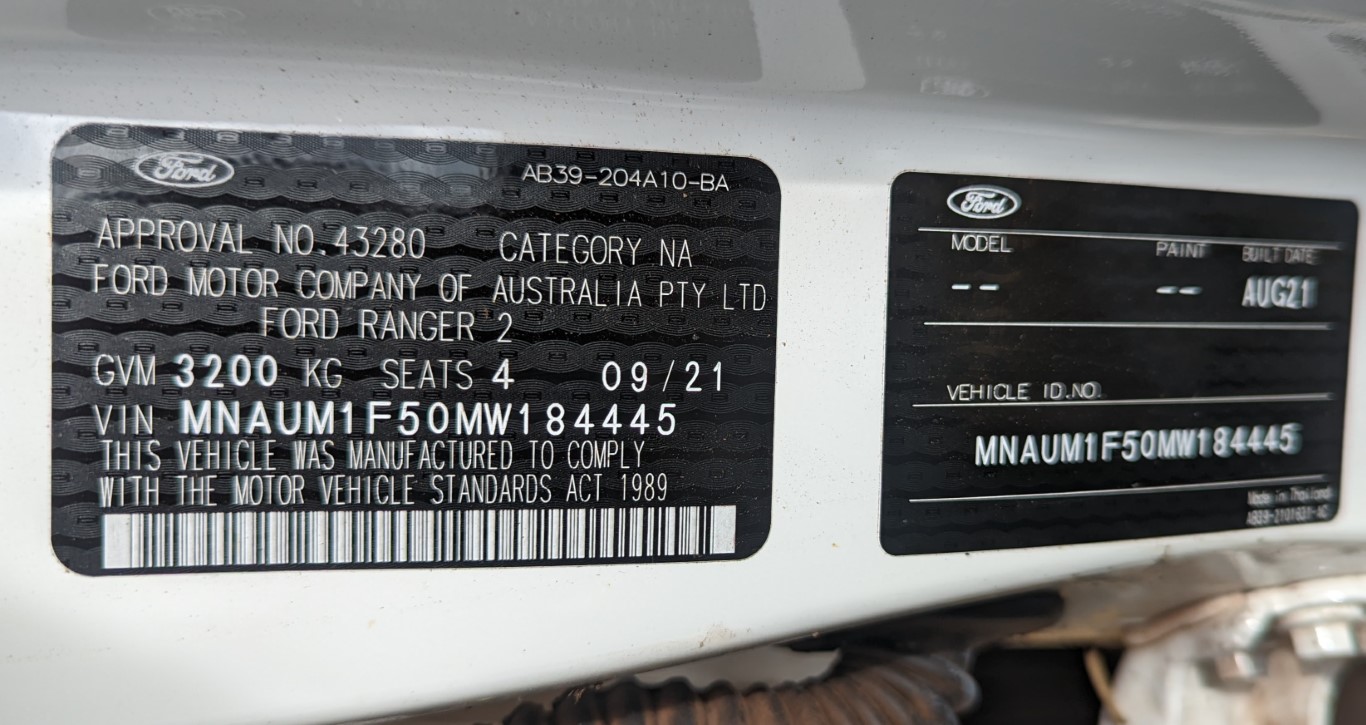 Ford
AB39-204A10-BA
APPROVAL NO.43280 CATEGORY NA
FORD MOTOR COMPANY OF AUSTRALIA PTY LTD
FORD RANGER 2
GVM 3200 KG SEATS 4 09/21
VIN MNAUM1F50MW184445
THIS VEHICLE WAS MANUFACTURED TO COMPLY
WITH THE MOTOR VEHICLE STANDARDS ACT 1989
Ford
MODEL PAINT BUILT DATE
-- -- AUG21
VEHICLE ID.NO.
MNAUM1F50MW184445
Made in Thailand